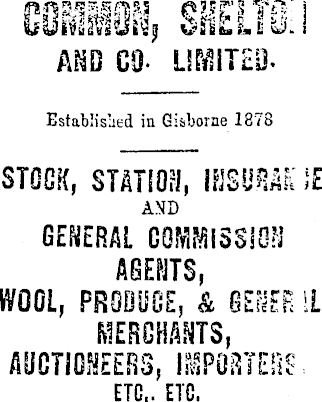 COMMON, SHELTON
AND CO. LIMITED.
Established in Gisborne 1878
STOCK, STATION, INSURANCE
AND
GENERAL COMMISSION
AGENTS,
WOOL, PRODUCE, & GENERAL
MERCHANTS,
AUCTIONEERS, IMPORTERS,
ETC., ETC.